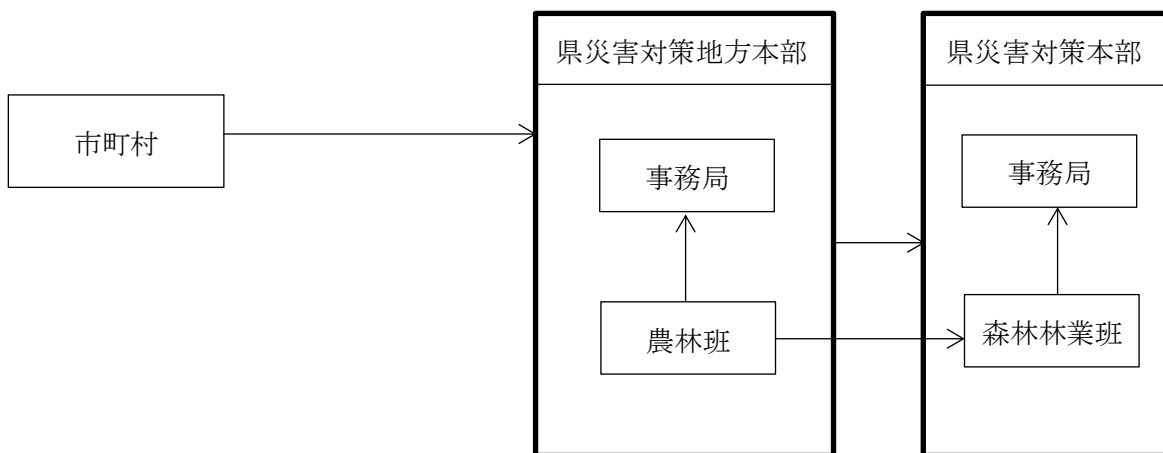 県災害対策地方本部
県災害対策本部
市町村
事務局
事務局
農林班
森林林業班